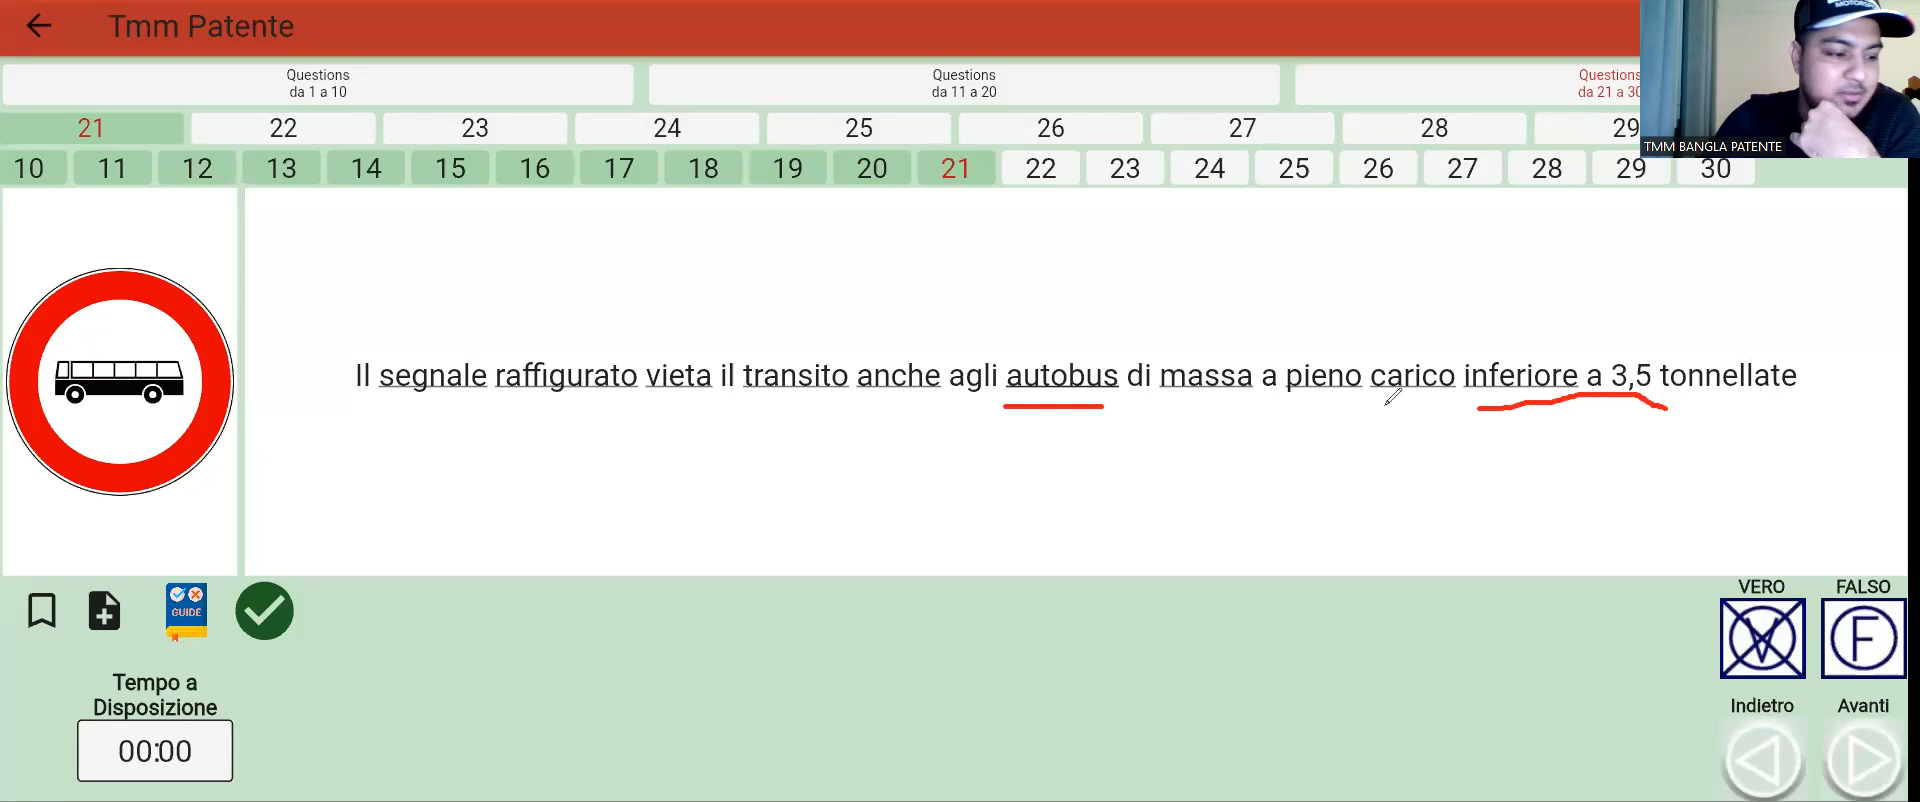 Tmm Patente
Questions
da 1 a 10
Questions
da 11 a 20
Questions
da 21 a 30
TMM BANGLA PATENTE
21 22 23 24 25 26 27 28 29
10 11 12 13 14 15 16 17 18 19 20 21 22 23 24 25 26 27 28 29 30
Il segnale raffigurato vieta il transito anche agli autobus di massa a pieno carico inferiore a 3,5 tonnellate
GUIDE
VERO FALSO
V F
Tempo a
Disposizione
00:00
Indietro Avanti